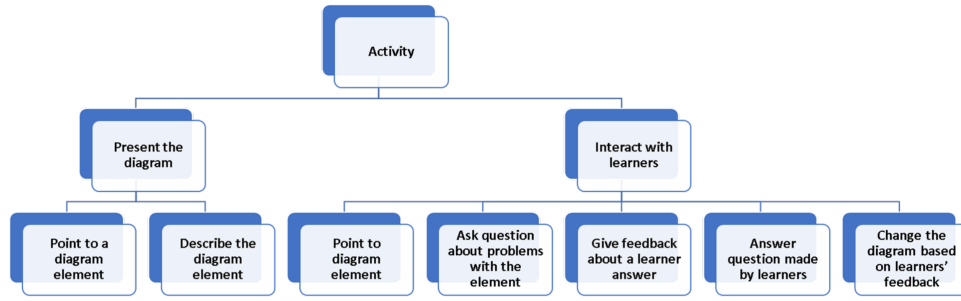 Activity
Present the
diagram
Interact with
learners
Point to a
diagram
element
Describe the
diagram
element
Point to
diagram
element
Ask question
about problems
with the
element
Give feedback
about a learner
answer
Answer
question made
by learners
Change the
diagram based
on learners’
feedback